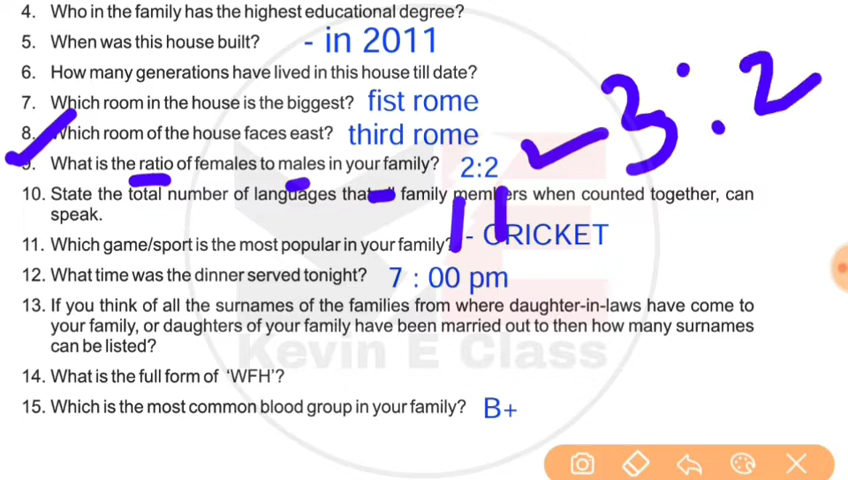 4. Who in the family has the highest educational degree?
5. When was this house built? - in 2011
6. How many generations have lived in this house till date?
7. Which room in the house is the biggest? fist rome
8. Which room of the house faces east? third rome
9. What is the ratio of females to males in your family? 2:2 3:2
10. State the total number of languages that all family members when counted together, can
speak. 11
11. Which game/sport is the most popular in your family? - CRICKET
12. What time was the dinner served tonight? 7 : 00 pm
13. If you think of all the surnames of the families from where daughter-in-laws have come to
your family, or daughters of your family have been married out to then how many surnames
can be listed?
Kevin E Class
14. What is the full form of 'WFH'?
15. Which is the most common blood group in your family? B+